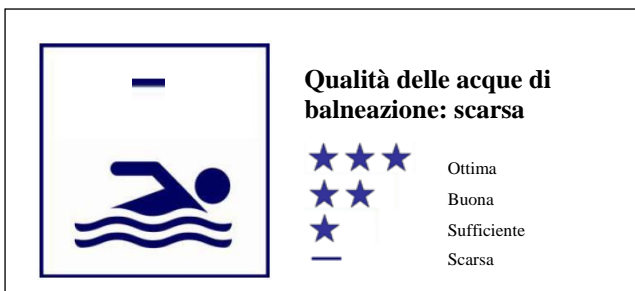 Qualità delle acque di
balneazione: scarsa
Ottima
Buona
Sufficiente
Scarsa